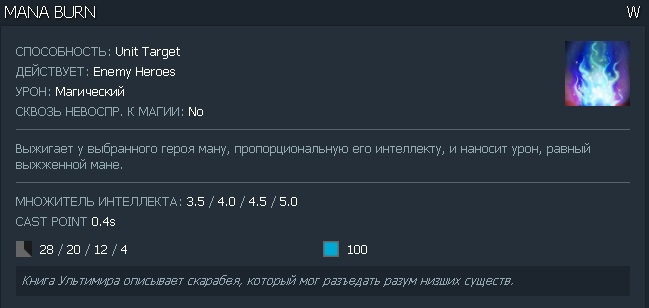 MANA BURN W
СПОСОБНОСТЬ: Unit Target
ДЕЙСТВУЕТ: Enemy Heroes
УРОН: Магический
СКВОЗЬ НЕВОСПР. К МАГИИ: No
Выжигает у выбранного героя ману, пропорциональную его интеллекту, и наносит урон, равный
выжженной мане.
МНОЖИТЕЛЬ ИНТЕЛЛЕКТА: 3.5 / 4.0 / 4.5 / 5.0
CAST POINT 0.4s
28 / 20 / 12 / 4 100
Книга Ультимира описывает скарабея, который мог разъедать разум низших существ.